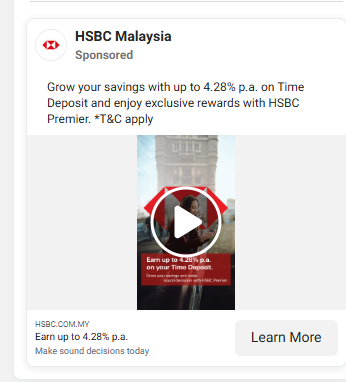 HSBC Malaysia
Sponsored
Grow your savings with up to 4.28% p.a. on Time
Deposit and enjoy exclusive rewards with HSBC
Premier. *T&C apply
Earn up to 4.28% p.a.
on your Time Deposit.
Grow your savings and make
sound decisions with HSBC Premier
HSBC.COM.MY
Earn up to 4.28% p.a.
Make sound decisions today
Learn More